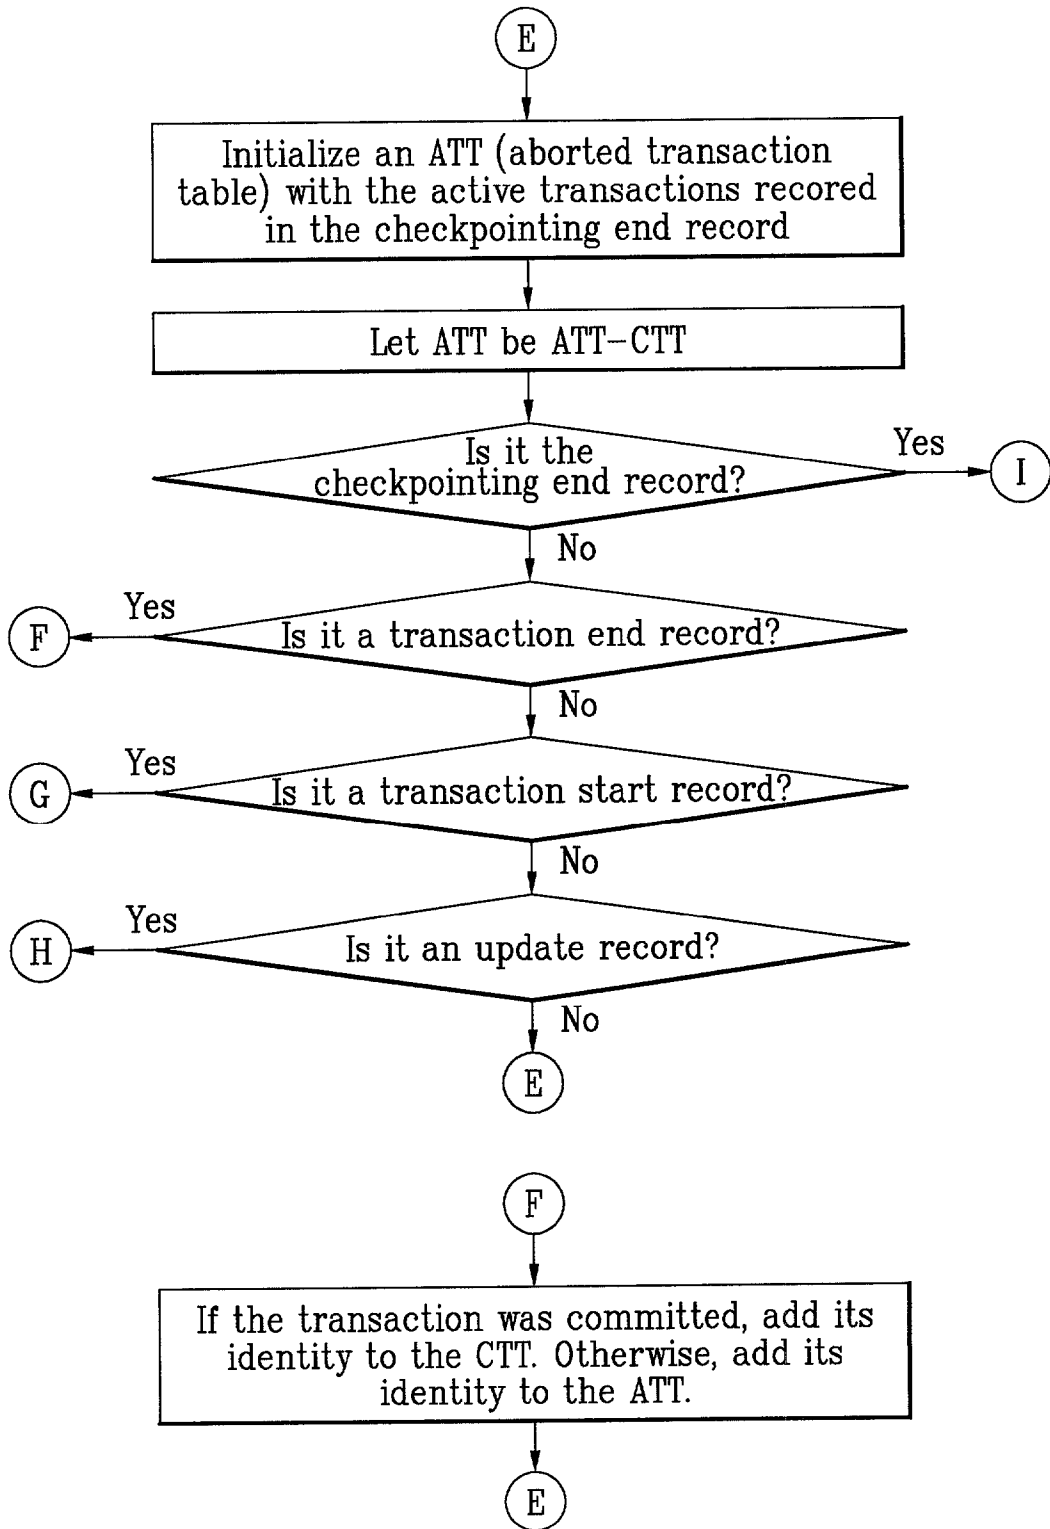 E
Initialize an ATT (aborted transaction
table) with the active transactions recored
in the checkpointing end record
Let ATT be ATT-CTT
Is it the
checkpointing end record?
Yes
I
No
Yes
F
Is it a transaction end record?
No
Yes
G
Is it a transaction start record?
No
Yes
H
Is it an update record?
No
E
F
If the transaction was committed, add its
identity to the CTT. Otherwise, add its
identity to the ATT.
E